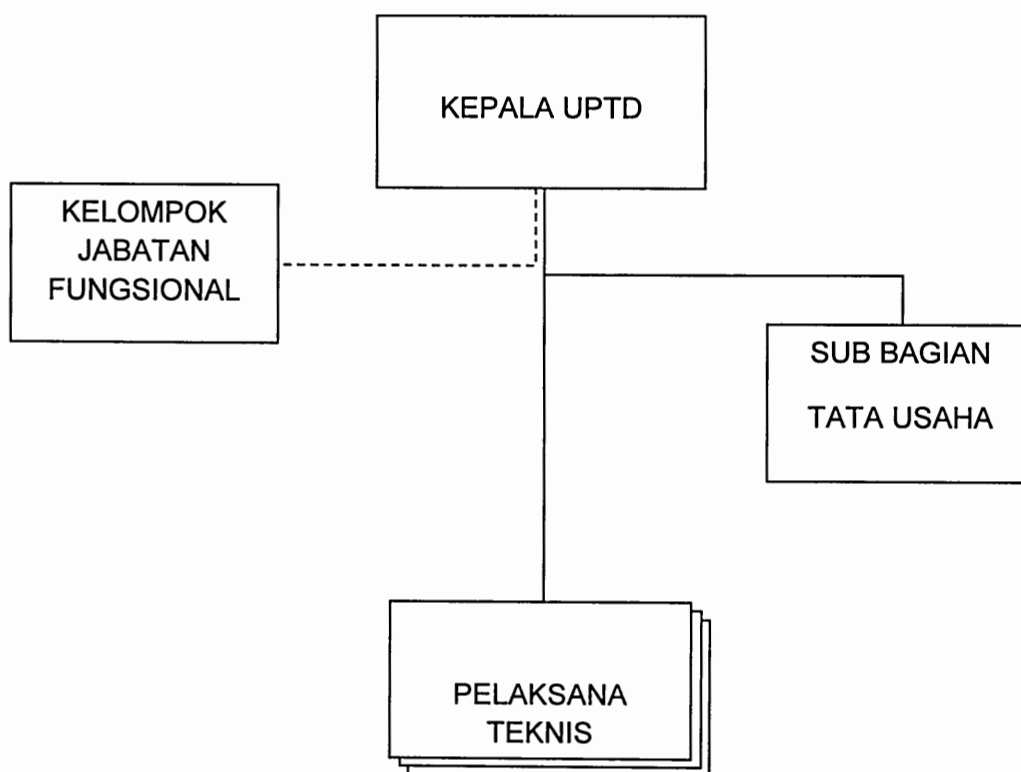 KEPALA UPTD
KELOMPOK
JABATAN
FUNGSIONAL
SUB BAGIAN
TATA USAHA
PELAKSANA
TEKNIS